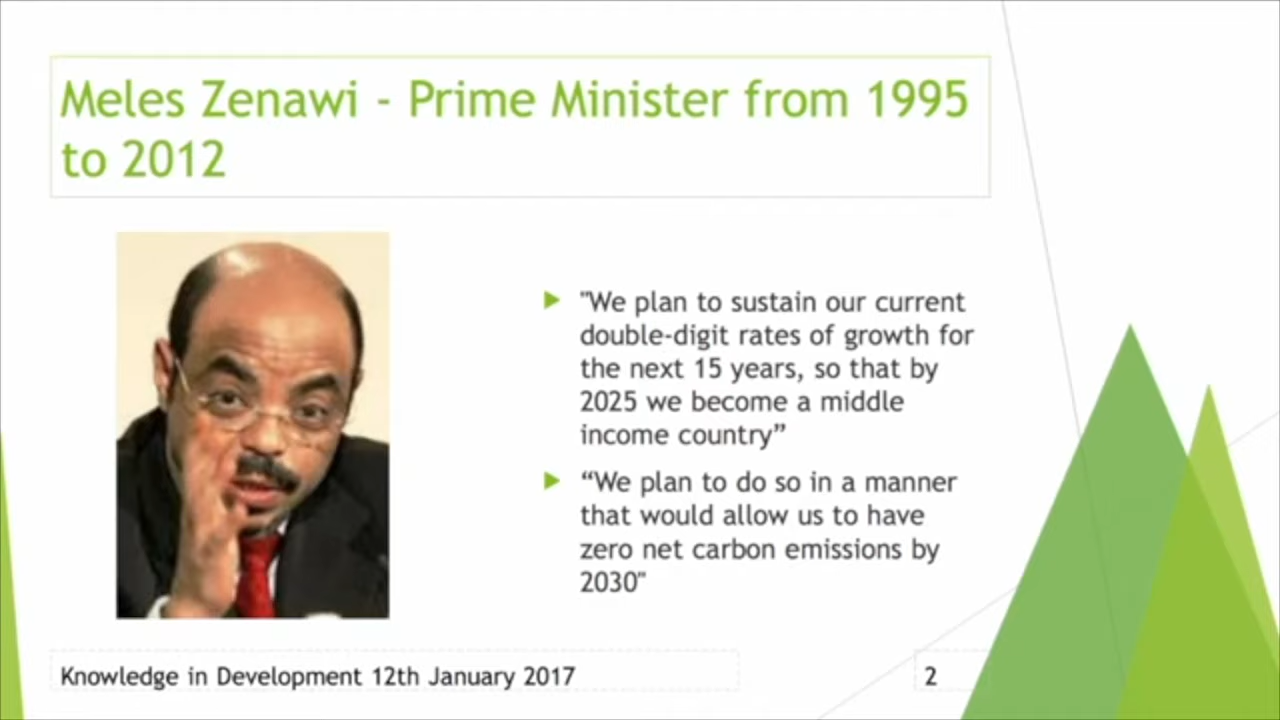 Meles Zenawi - Prime Minister from 1995
to 2012
"We plan to sustain our current
double-digit rates of growth for
the next 15 years, so that by
2025 we become a middle
income country”
“We plan to do so in a manner
that would allow us to have
zero net carbon emissions by
2030"
Knowledge in Development 12th January 2017
2